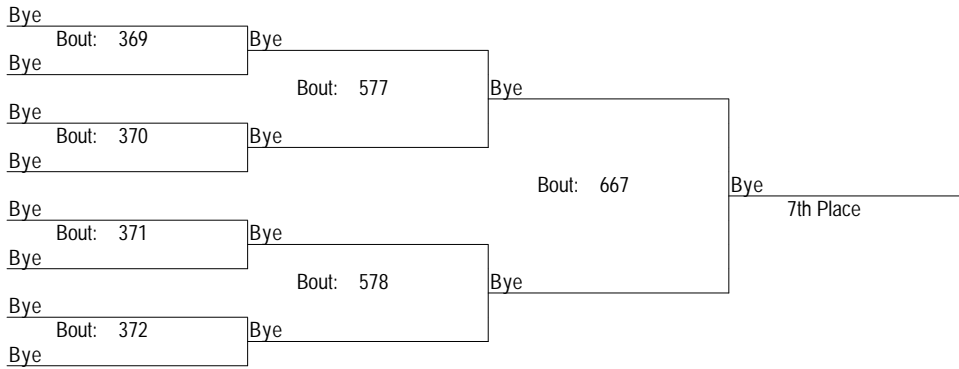 Bye
Bout: 369 Bye
Bye
Bout: 577 Bye
Bye
Bout: 370 Bye
Bye
Bout: 667 Bye
7th Place
Bye
Bout: 371 Bye
Bye
Bout: 578 Bye
Bye
Bout: 372 Bye
Bye